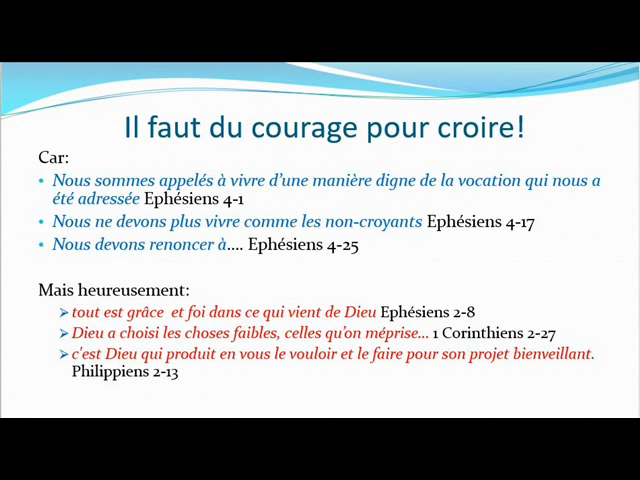 Il faut du courage pour croire!
Car:
• Nous sommes appelés à vivre d'une manière digne de la vocation qui nous a
été adressée Ephésiens 4-1
• Nous ne devons plus vivre comme les non-croyants Ephésiens 4-17
• Nous devons renoncer à.... Ephésiens 4-25
Mais heureusement:
➢ tout est grâce et foi dans ce qui vient de Dieu Ephésiens 2-8
➢ Dieu a choisi les choses faibles, celles qu'on méprise... 1 Corinthiens 2-27
➢ c'est Dieu qui produit en vous le vouloir et le faire pour son projet bienveillant.
Philippiens 2-13